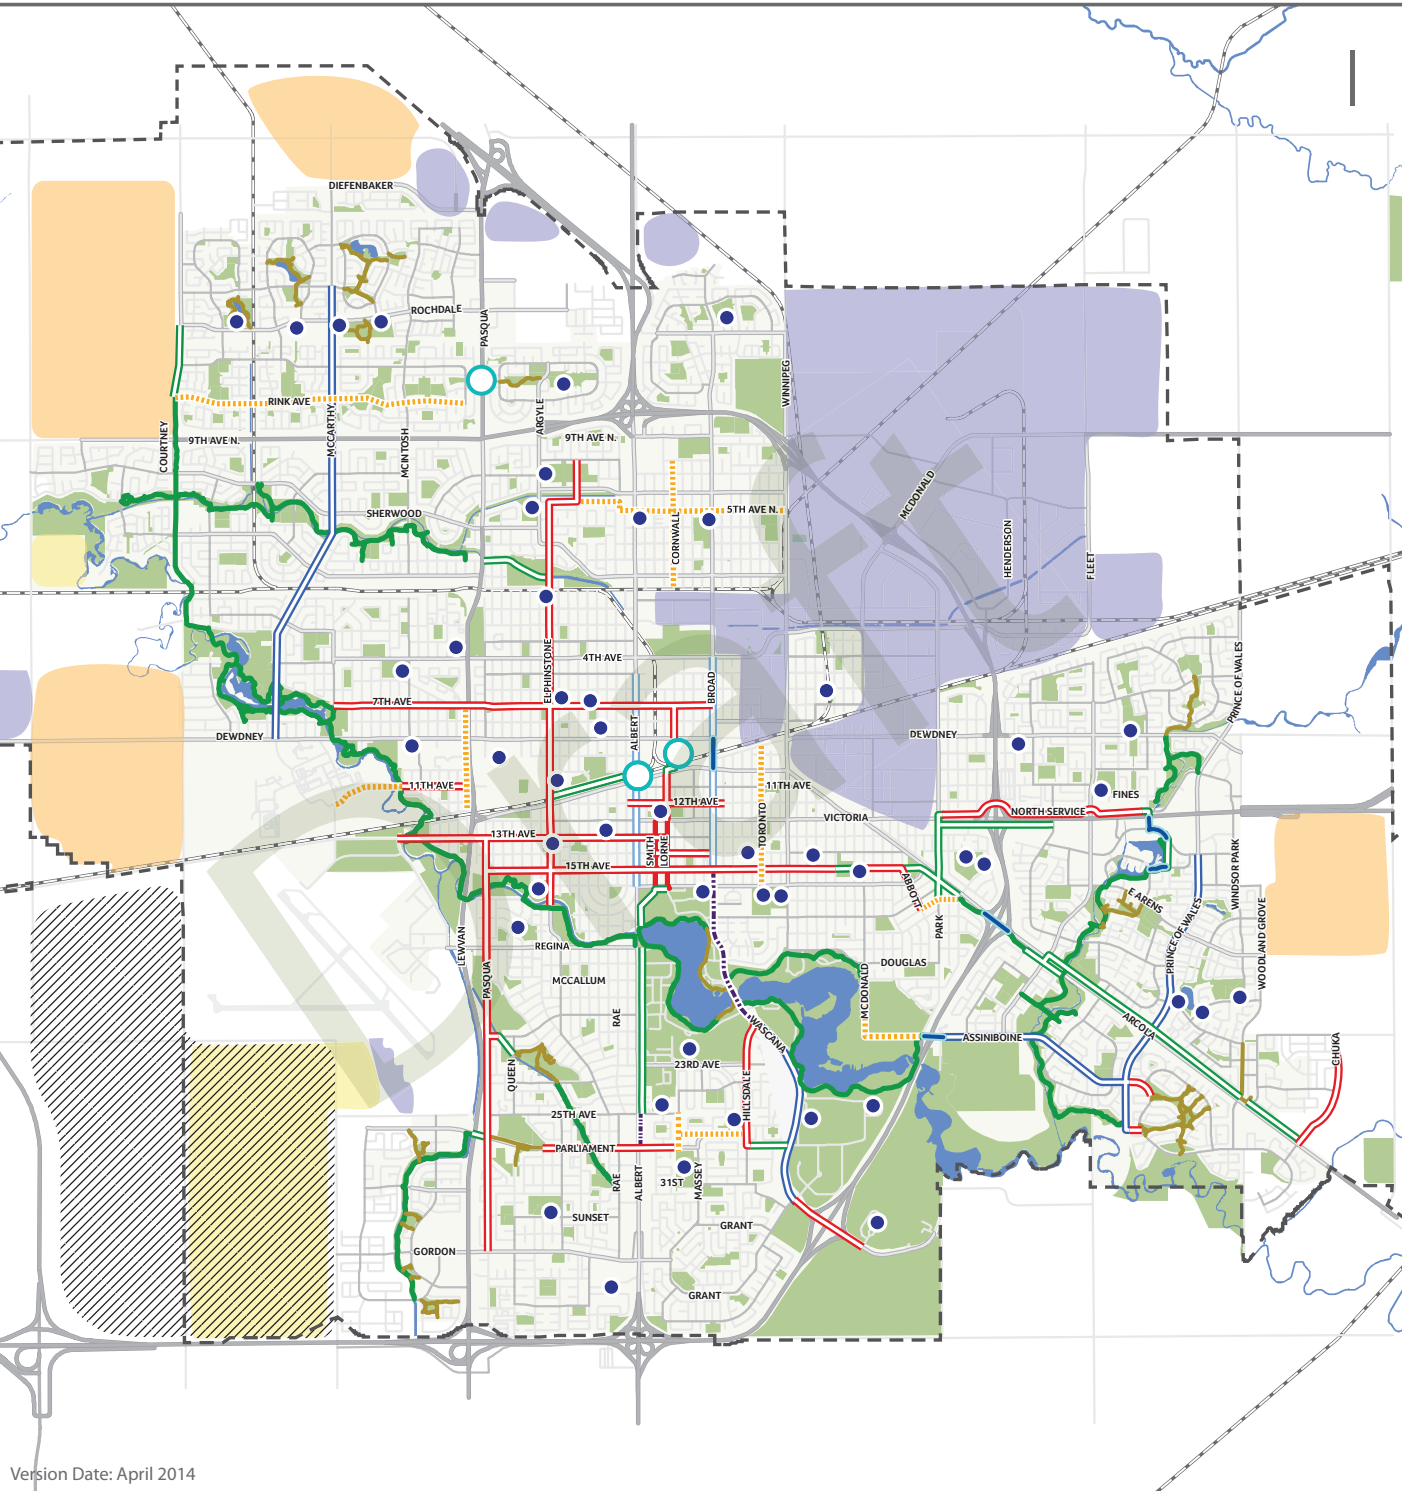 DIEFENBAKER
ROCHDALE
PASQUA
WINNIPEG
RINK AVE
MCCARTHY
ARGYLE
COURTNEY
9TH AVE N.
MCINTOSH
9TH AVE N.
MCDONALD
SHERWOOD
5TH AVE N.
CORNWALL
HENDERSON
FLEET
ELPHINSTONE
4TH AVE
PRINCE OF WALES
7TH AVE
BROAD
ALBERT
DEWDNEY
DEWDNEY
11TH AVE
11TH AVE
FINES
12TH AVE
NORTH SERVICE
VICTORIA
TORONTO
13TH AVE
SMITH
LORNE
15TH AVE
ABBOTT
E ARENS
WINDSOR PARK
PARK
PRINCE OF WALES
WOODLAND GROVE
LEWVAN
REGINA
DOUGLAS
PASQUA
MCCALLUM
MCDONALD
RAE
WASCANA
ARCOLA
ASSINIBOINE
CHUKA
23RD AVE
QUEEN
HILLSDALE
25TH AVE
PARLIAMENT
RAE
ALBERT
31ST
MASSEY
SUNSET
GRANT
GORDON
GRANT
Draft
Version Date: April 2014